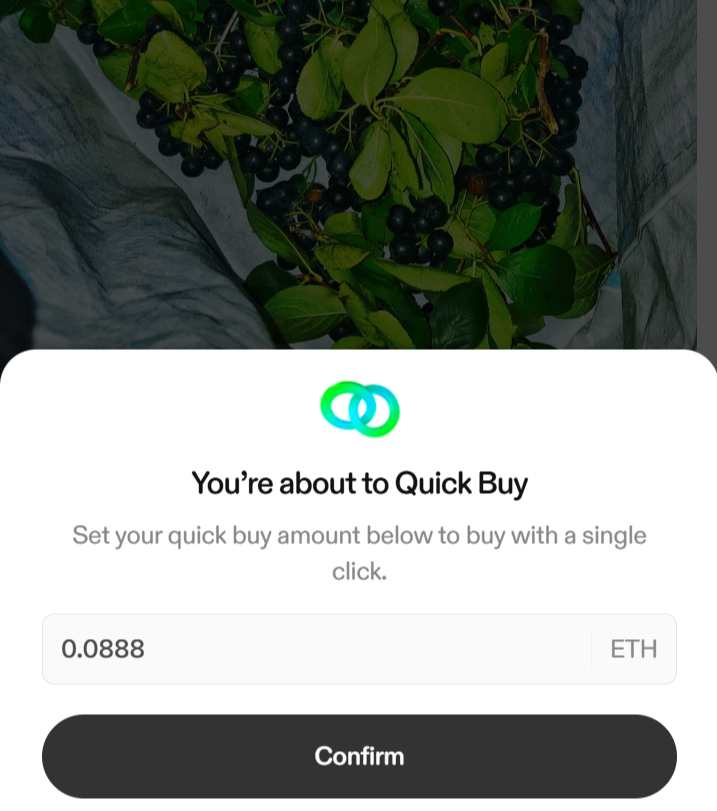 You’re about to Quick Buy
Set your quick buy amount below to buy with a single
click.
0.0888
ETH
Confirm